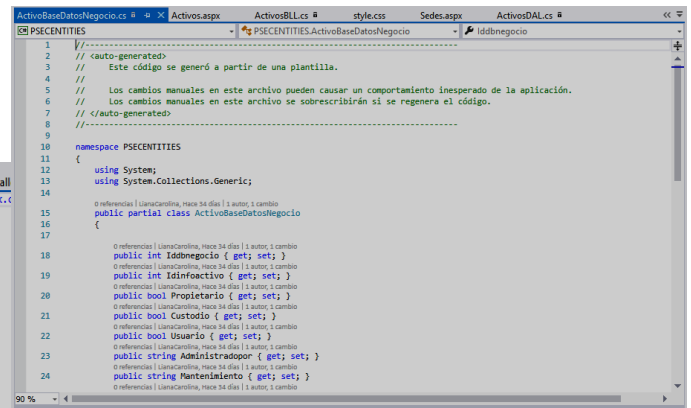 ActivoBaseDatosNegocio.cs Activos.aspx ActivosBLL.cs style.css Sedes.aspx ActivosDAL.cs
C# PSECENTITIES PSECENTITIES.ActivoBaseDatosNegocio Iddbnegocio
1 //------------------------------------------------------------------------------
2 // <auto-generated>
3 // Este código se generó a partir de una plantilla.
4 //
5 // Los cambios manuales en este archivo pueden causar un comportamiento inesperado de la aplicación.
6 // Los cambios manuales en este archivo se sobrescribirán si se regenera el código.
7 // </auto-generated>
8 //------------------------------------------------------------------------------
9
10 namespace PSECENTITIES
11 {
12 using System;
13 using System.Collections.Generic;
14
0 referencias | LianaCarolina, Hace 34 días | 1 autor, 1 cambio
15 public partial class ActivoBaseDatosNegocio
16 {
17
0 referencias | LianaCarolina, Hace 34 días | 1 autor, 1 cambio
18 public int Iddbnegocio { get; set; }
0 referencias | LianaCarolina, Hace 34 días | 1 autor, 1 cambio
19 public int Idinfoactivo { get; set; }
0 referencias | LianaCarolina, Hace 34 días | 1 autor, 1 cambio
20 public bool Propietario { get; set; }
0 referencias | LianaCarolina, Hace 34 días | 1 autor, 1 cambio
21 public bool Custodio { get; set; }
0 referencias | LianaCarolina, Hace 34 días | 1 autor, 1 cambio
22 public bool Usuario { get; set; }
0 referencias | LianaCarolina, Hace 34 días | 1 autor, 1 cambio
23 public string Administradopor { get; set; }
0 referencias | LianaCarolina, Hace 34 días | 1 autor, 1 cambio
24 public string Mantenimiento { get; set; }
0 referencias | LianaCarolina, Hace 34 días | 1 autor, 1 cambio
90 %